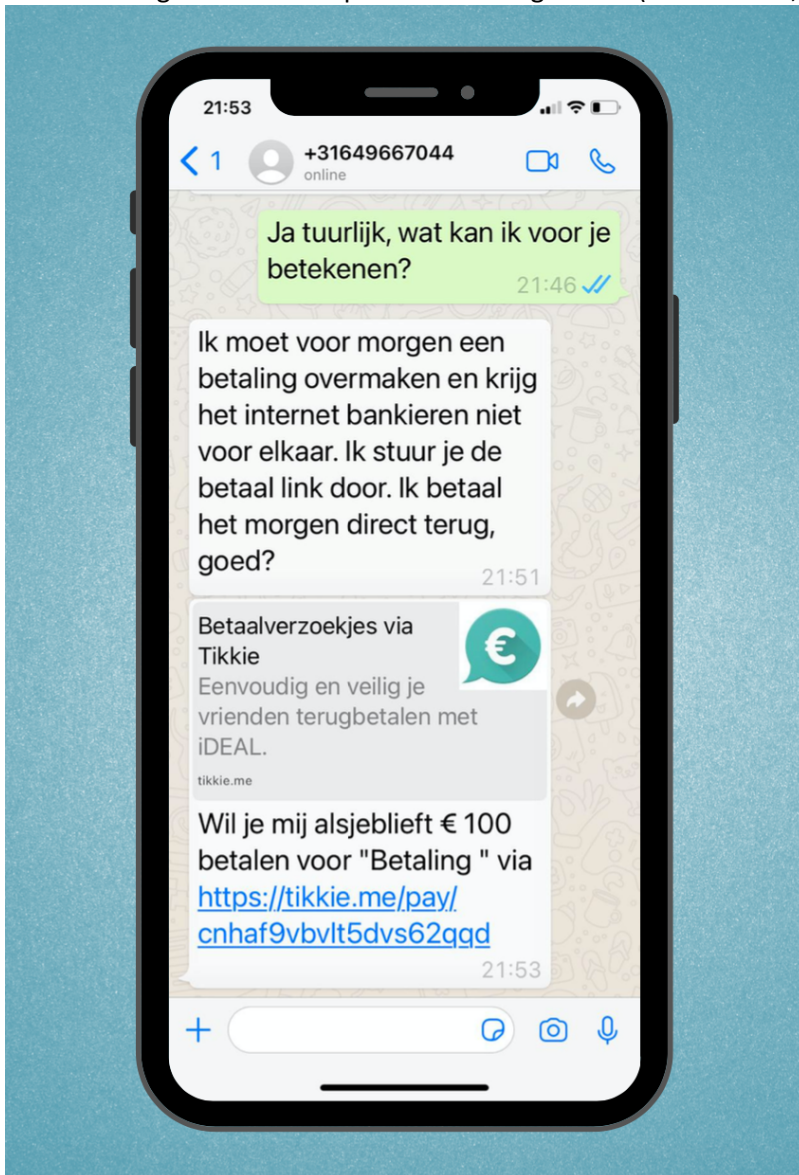 21:53
1
+31649667044
online
Ja tuurlijk, wat kan ik voor je
betekenen?
21:46
Ik moet voor morgen een
betaling overmaken en krijg
het internet bankieren niet
voor elkaar. Ik stuur je de
betaal link door. Ik betaal
het morgen direct terug,
goed?
21:51
Betaalverzoekjes via
Tikkie
€
Eenvoudig en veilig je
vrienden terugbetalen met
iDEAL.
tikkie.me
Wil je mij alsjeblieft € 100
betalen voor "Betaling " via
https://tikkie.me/pay/
cnhaf9vbvlt5dvs62qqd
21:53